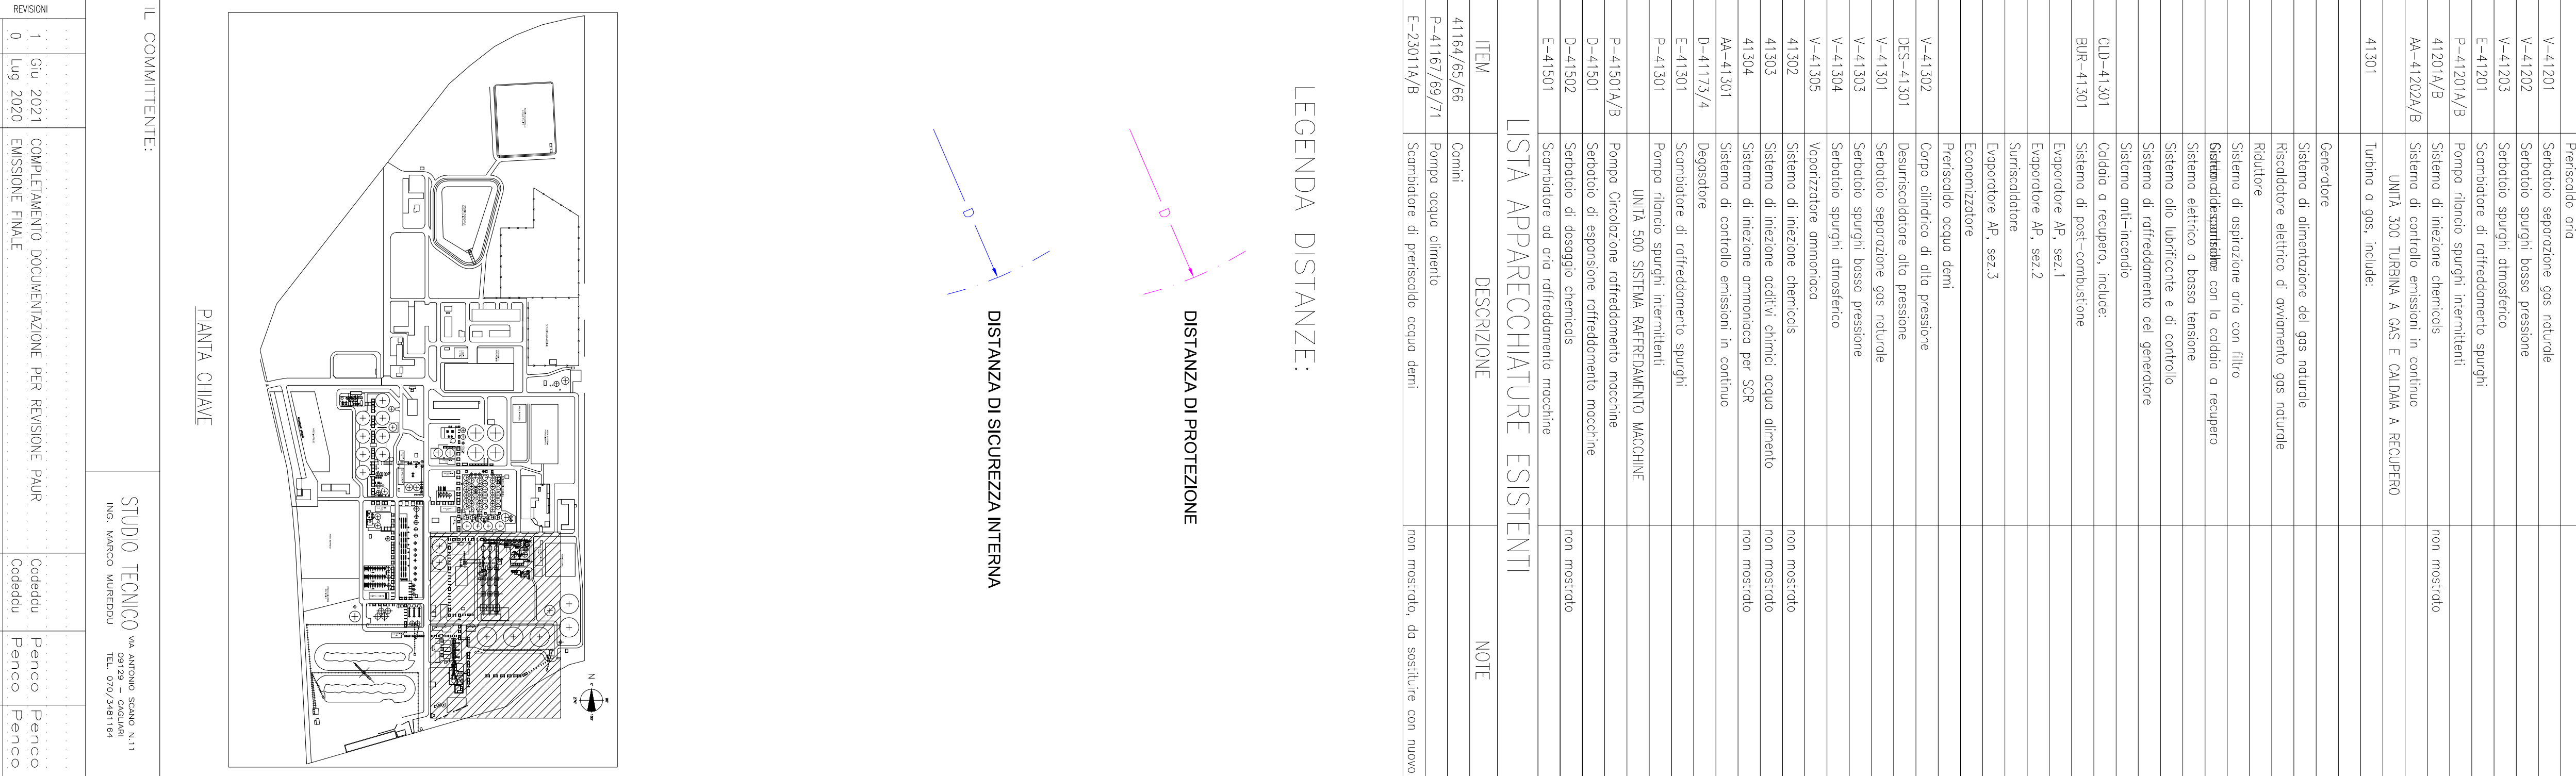 Preriscaldo aria
V-41201 Serbatoio separazione gas naturale
V-41202 Serbatoio spurghi bassa pressione
V-41203 Serbatoio spurghi atmosferico
E-41201 Scambiatore di raffreddamento spurghi
P-41201A/B Pompa rilancio spurghi intermittenti
41201A/B Sistema di iniezione chemicals non mostrato
AA-41202A/B Sistema di controllo emissioni in continuo
UNITÀ 300 TURBINA A GAS E CALDAIA A RECUPERO
41301 Turbina a gas, include:
Generatore
Sistema di alimentazione del gas naturale
Riscaldatore elettrico di avviamento gas naturale
Riduttore
Sistema di aspirazione aria con filtro
con la caldaia a recupero
Sistema elettrico a bassa tensione
Sistema olio lubrificante e di controllo
Sistema di raffreddamento del generatore
Sistema anti-incendio
CLD-41301 Caldaia a recupero, include:
BUR-41301 Sistema di post-combustione
Evaporatore AP, sez.1
Evaporatore AP, sez.2
Surriscaldatore
Evaporatore AP, sez.3
Economizzatore
Preriscaldo acqua demi
V-41302 Corpo cilindrico di alta pressione
DES-41301 Desurriscaldatore alta pressione
V-41301 Serbatoio separazione gas naturale
V-41303 Serbatoio spurghi bassa pressione
V-41304 Serbatoio spurghi atmosferico
V-41305 Vaporizzatore ammoniaca
41302 Sistema di iniezione chemicals non mostrato
41303 Sistema di iniezione additivi chimici acqua alimento non mostrato
41304 Sistema di iniezione ammoniaca per SCR non mostrato
AA-41301 Sistema di controllo emissioni in continuo
D-41173/4 Degasatore
E-41301 Scambiatore di raffreddamento spurghi
P-41301 Pompa rilancio spurghi intermittenti
UNITÀ 500 SISTEMA RAFFREDAMENTO MACCHINE
P-41501A/B Pompa Circolazione raffreddamento macchine
D-41501 Serbatoio di espansione raffreddamento macchine
D-41502 Serbatoio di dosaggio chemicals non mostrato
E-41501 Scambiatore ad aria raffreddamento macchine
LISTA APPARECCHIATURE ESISTENTI
ITEM DESCRIZIONE NOTE
41164/65/66 Camini
P-41167/69/71 Pompa acqua alimento
E-23011A/B Scambiatore di preriscaldo acqua demi non mostrato, da sostituire con nuovo
LEGENDA DISTANZE:
D DISTANZA DI PROTEZIONE
D DISTANZA DI SICUREZZA INTERNA
N
PIANTA CHIAVE
IL COMMITTENTE:
STUDIO TECNICO VIA ANTONIO SCANO N.11
09129 - CAGLIARI
ING. MARCO MUREDDU TEL. 070/3481164
REVISIONI
1 Giu 2021 COMPLETAMENTO DOCUMENTAZIONE PER REVISIONE PAUR Cadeddu Penco Penco
0 Lug 2020 EMISSIONE FINALE Cadeddu Penco Penco